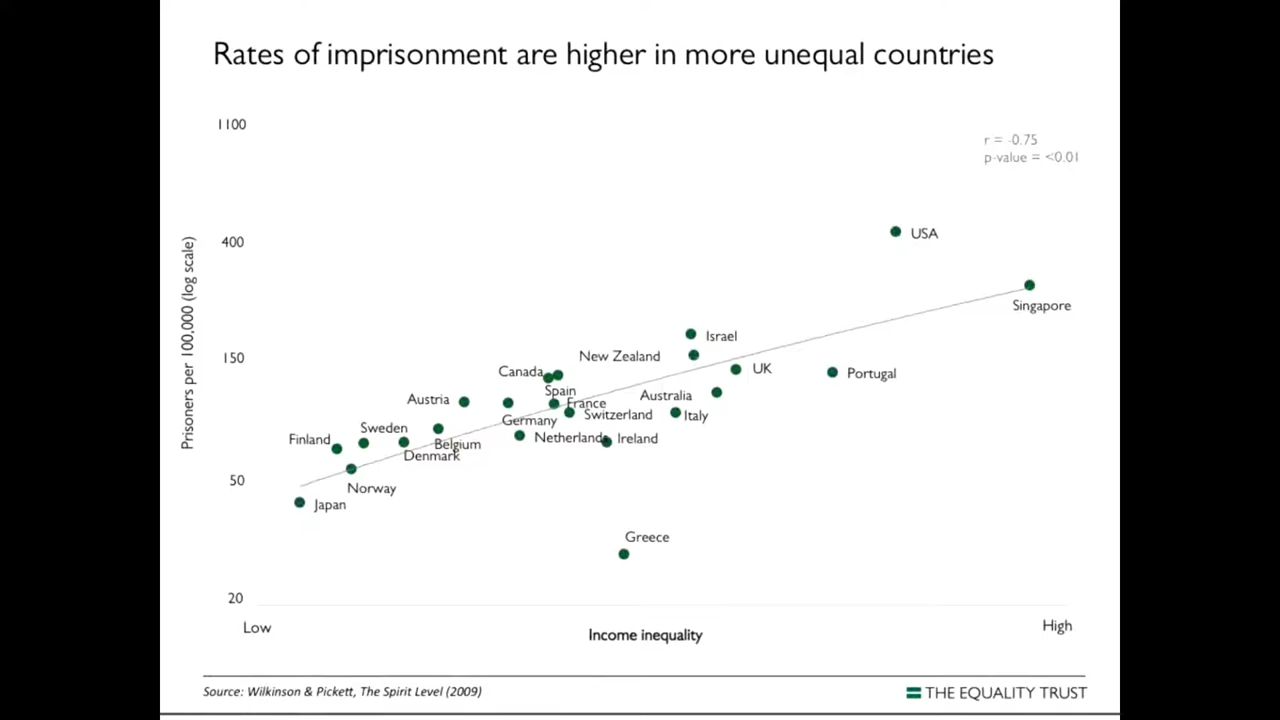 Rates of imprisonment are higher in more unequal countries
1100
r = -0.75
p-value = <0.01
400
USA
Prisoners per 100,000 (log scale)
Singapore
Israel
150
New Zealand
Canada
UK
Portugal
Spain
Australia
Austria
France
Switzerland
Italy
Germany
Sweden
Finland
Netherlands
Ireland
Belgium
Denmark
50
Norway
Japan
Greece
20
Low
Income inequality
High
Source: Wilkinson & Pickett, The Spirit Level (2009)
THE EQUALITY TRUST